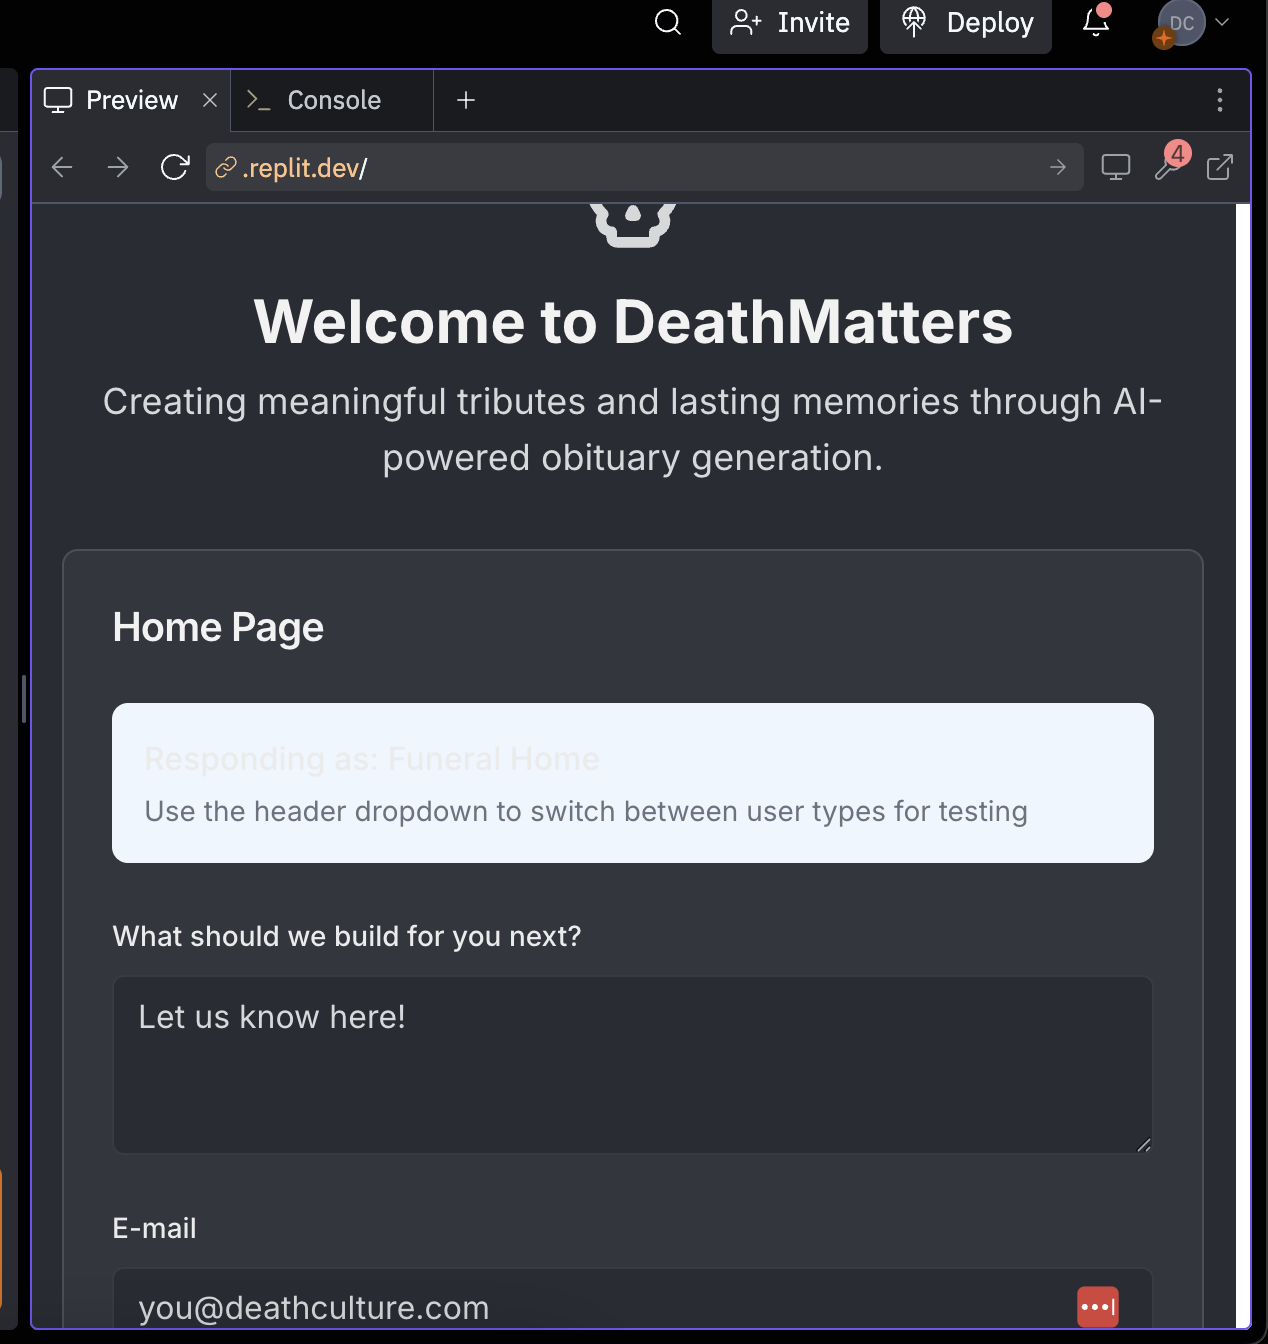 Invite
Deploy
DC
Preview
Console
4
.replit.dev/
Welcome to DeathMatters
Creating meaningful tributes and lasting memories through AI-
powered obituary generation.
Home Page
Responding as: Funeral Home
Use the header dropdown to switch between user types for testing
What should we build for you next?
Let us know here!
E-mail
you@deathculture.com